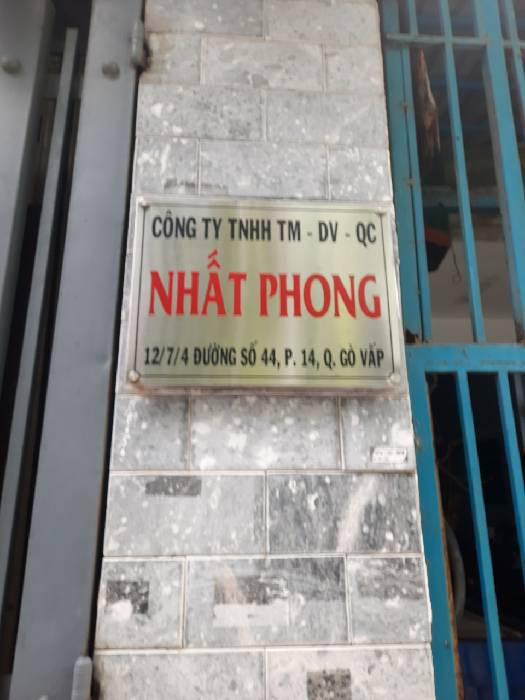 CÔNG TY TNHH TM - DV - QC
NHẤT PHONG
12/7/4 ĐƯỜNG SỐ 44, P. 14, Q. GÒ VẤP